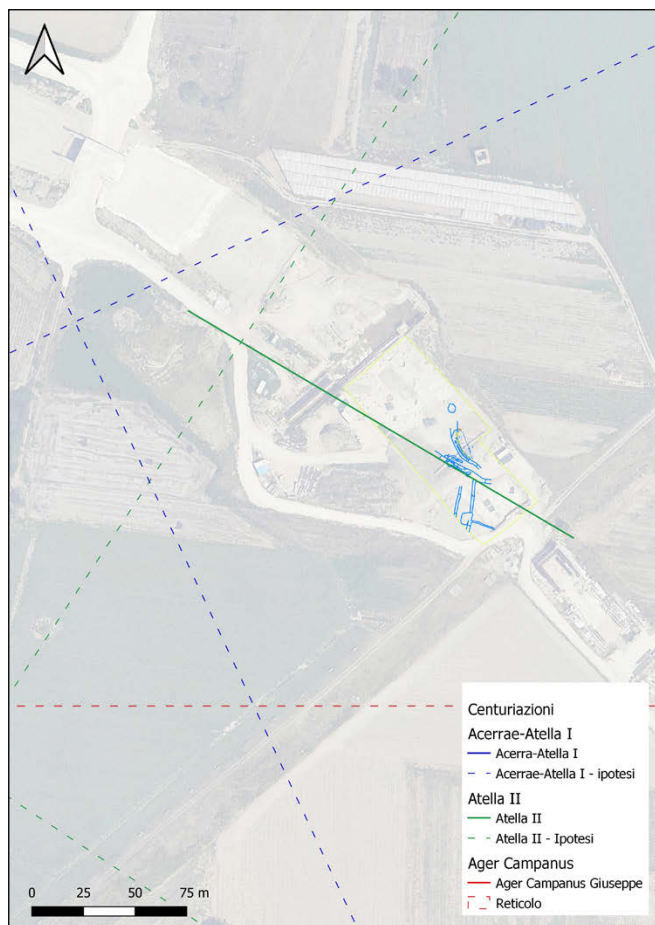 Centuriazioni
Acerrae-Atella I
Acerra-Atella I
Acerrae-Atella I - ipotesi
Atella II
Atella II
Atella II - Ipotesi
Ager Campanus
Ager Campanus Giuseppe
Reticolo
0 25 50 75 m